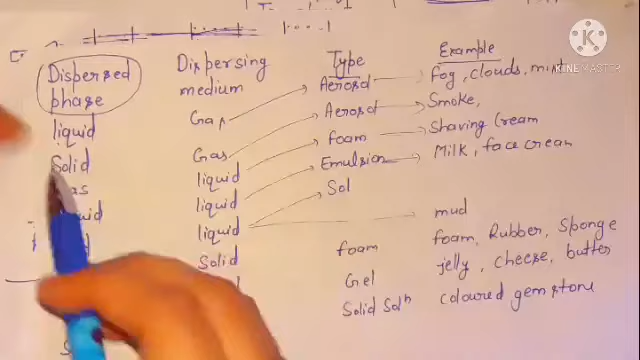 Dispersed Dispersing Type Example
phase medium
Gas Aerosol fog, clouds, mist
liquid Aerosol Smoke,
Solid Gas foam Shaving Cream
liquid Emulsion Milk, face cream
liquid Sol
liquid mud
Solid foam foam, Rubber, Sponge
Gel jelly, cheese, butter
Solid Solⁿ coloured gemstone
KINEMASTER